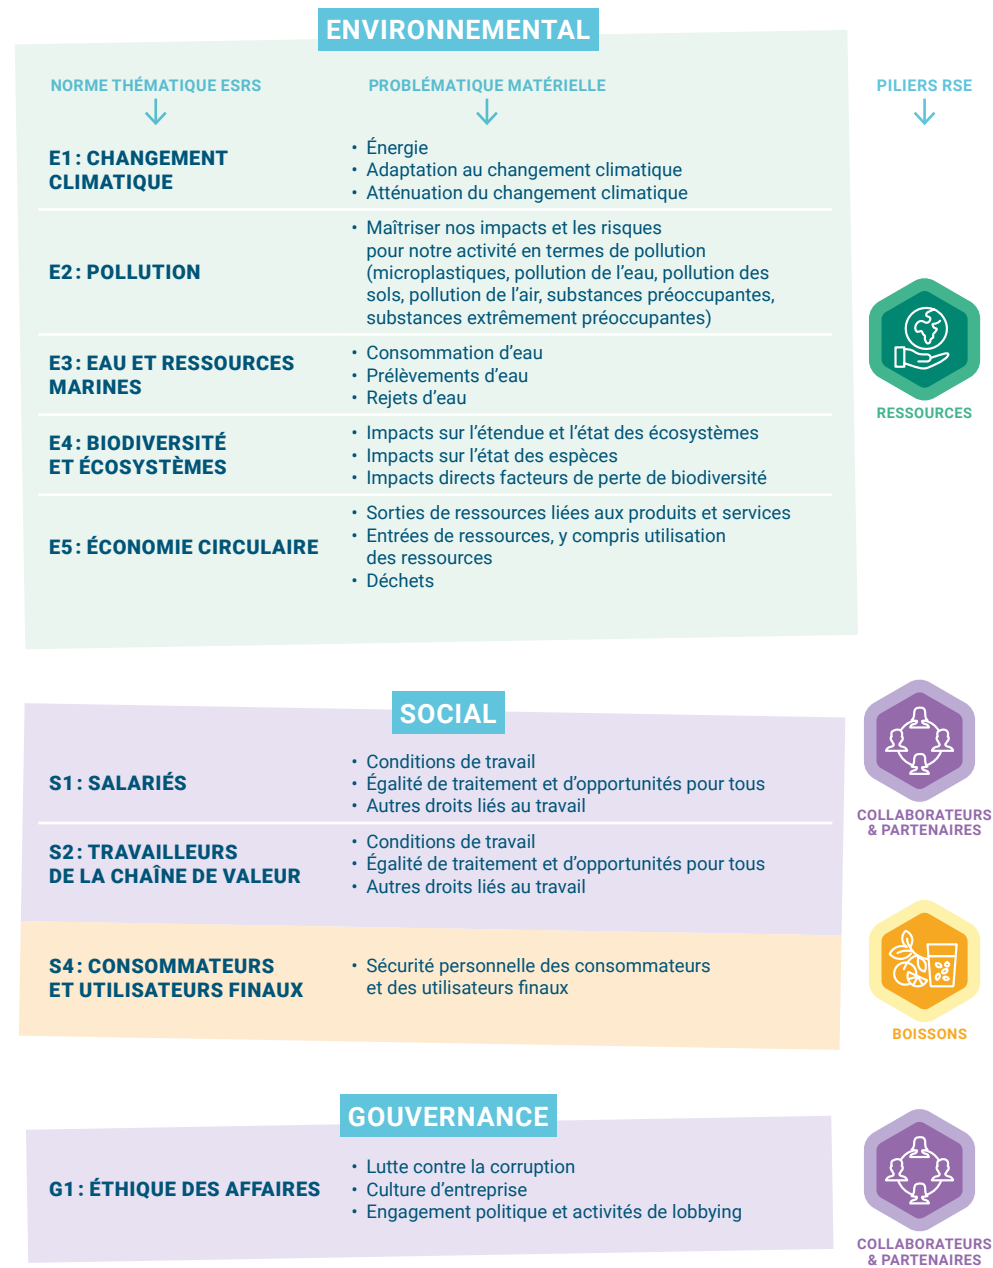 ENVIRONNEMENTAL
NORME THÉMATIQUE ESRS
PROBLÉMATIQUE MATÉRIELLE
PILIERS RSE
E1 : CHANGEMENT
CLIMATIQUE
• Énergie
• Adaptation au changement climatique
• Atténuation du changement climatique
E2 : POLLUTION
• Maîtriser nos impacts et les risques
pour notre activité en termes de pollution
(microplastiques, pollution de l’eau, pollution des
sols, pollution de l’air, substances préoccupantes,
substances extrêmement préoccupantes)
E3 : EAU ET RESSOURCES
MARINES
• Consommation d’eau
• Prélèvements d’eau
• Rejets d’eau
RESSOURCES
E4 : BIODIVERSITÉ
ET ÉCOSYSTÈMES
• Impacts sur l’étendue et l’état des écosystèmes
• Impacts sur l’état des espèces
• Impacts directs facteurs de perte de biodiversité
E5 : ÉCONOMIE CIRCULAIRE
• Sorties de ressources liées aux produits et services
• Entrées de ressources, y compris utilisation
des ressources
• Déchets
SOCIAL
S1 : SALARIÉS
• Conditions de travail
• Égalité de traitement et d’opportunités pour tous
• Autres droits liés au travail
COLLABORATEURS
& PARTENAIRES
S2 : TRAVAILLEURS
DE LA CHAÎNE DE VALEUR
• Conditions de travail
• Égalité de traitement et d’opportunités pour tous
• Autres droits liés au travail
S4 : CONSOMMATEURS
ET UTILISATEURS FINAUX
• Sécurité personnelle des consommateurs
et des utilisateurs finaux
BOISSONS
GOUVERNANCE
G1 : ÉTHIQUE DES AFFAIRES
• Lutte contre la corruption
• Culture d’entreprise
• Engagement politique et activités de lobbying
COLLABORATEURS
& PARTENAIRES